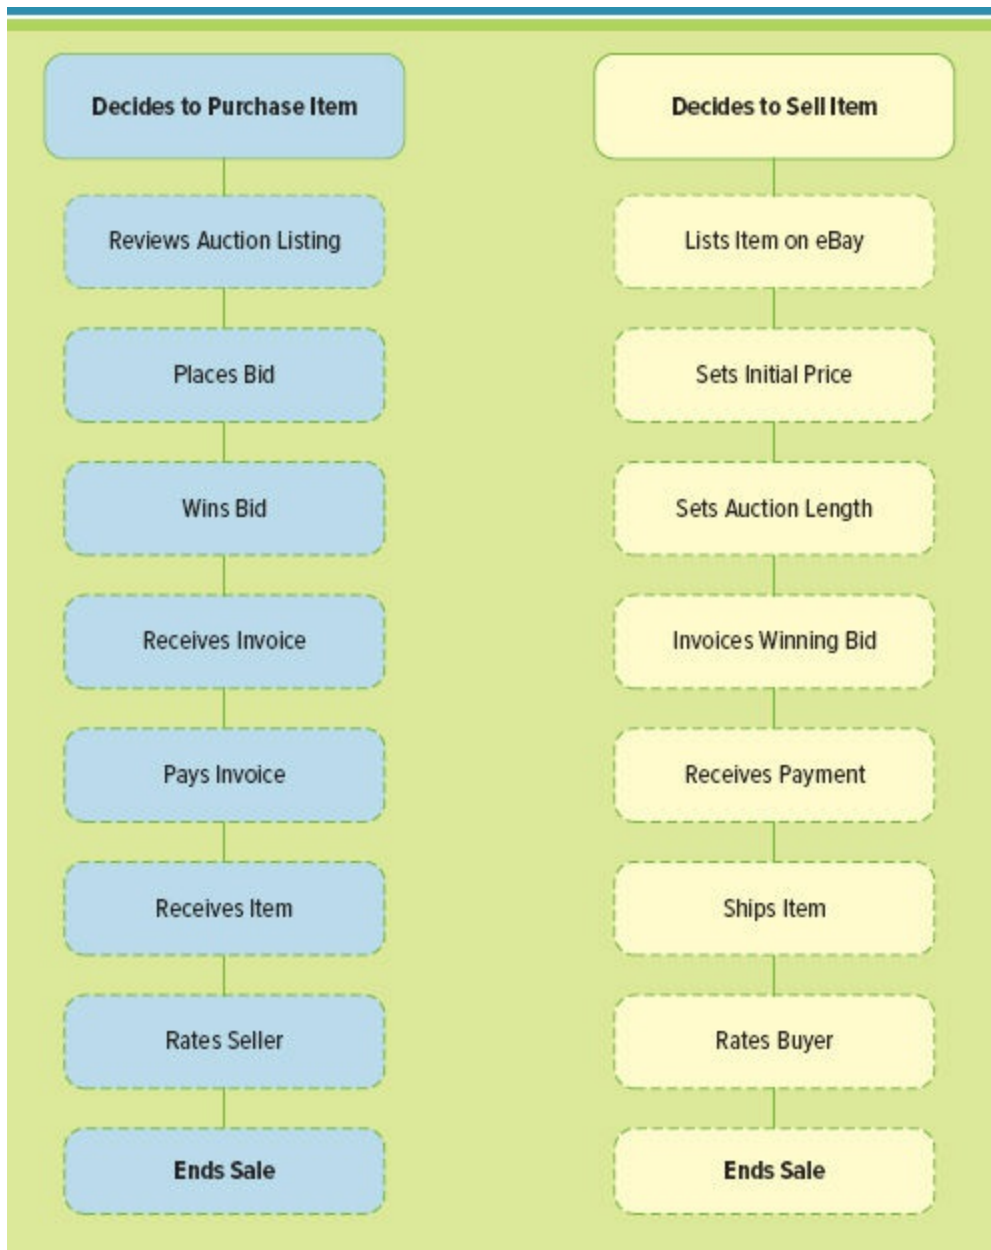 Decides to Purchase Item
Reviews Auction Listing
Places Bid
Wins Bid
Receives Invoice
Pays Invoice
Receives Item
Rates Seller
Ends Sale
Decides to Sell Item
Lists Item on eBay
Sets Initial Price
Sets Auction Length
Invoices Winning Bid
Receives Payment
Ships Item
Rates Buyer
Ends Sale